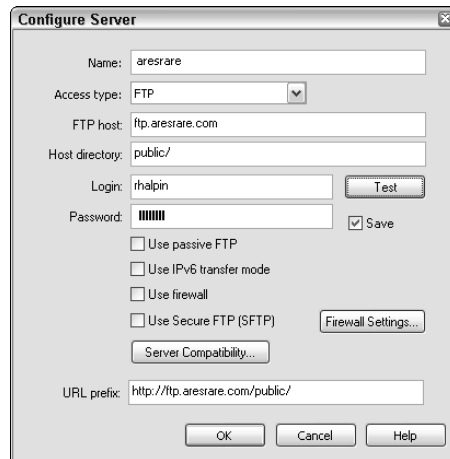 Configure Server
Name: aresrare
Access type: FTP
FTP host: ftp.aresrare.com
Host directory: public/
Login: rhalpin Test
Password: Save
Use passive FTP
Use IPv6 transfer mode
Use firewall
Use Secure FTP (SFTP) Firewall Settings...
Server Compatibility...
URL prefix: http://ftp.aresrare.com/public/
OK Cancel Help